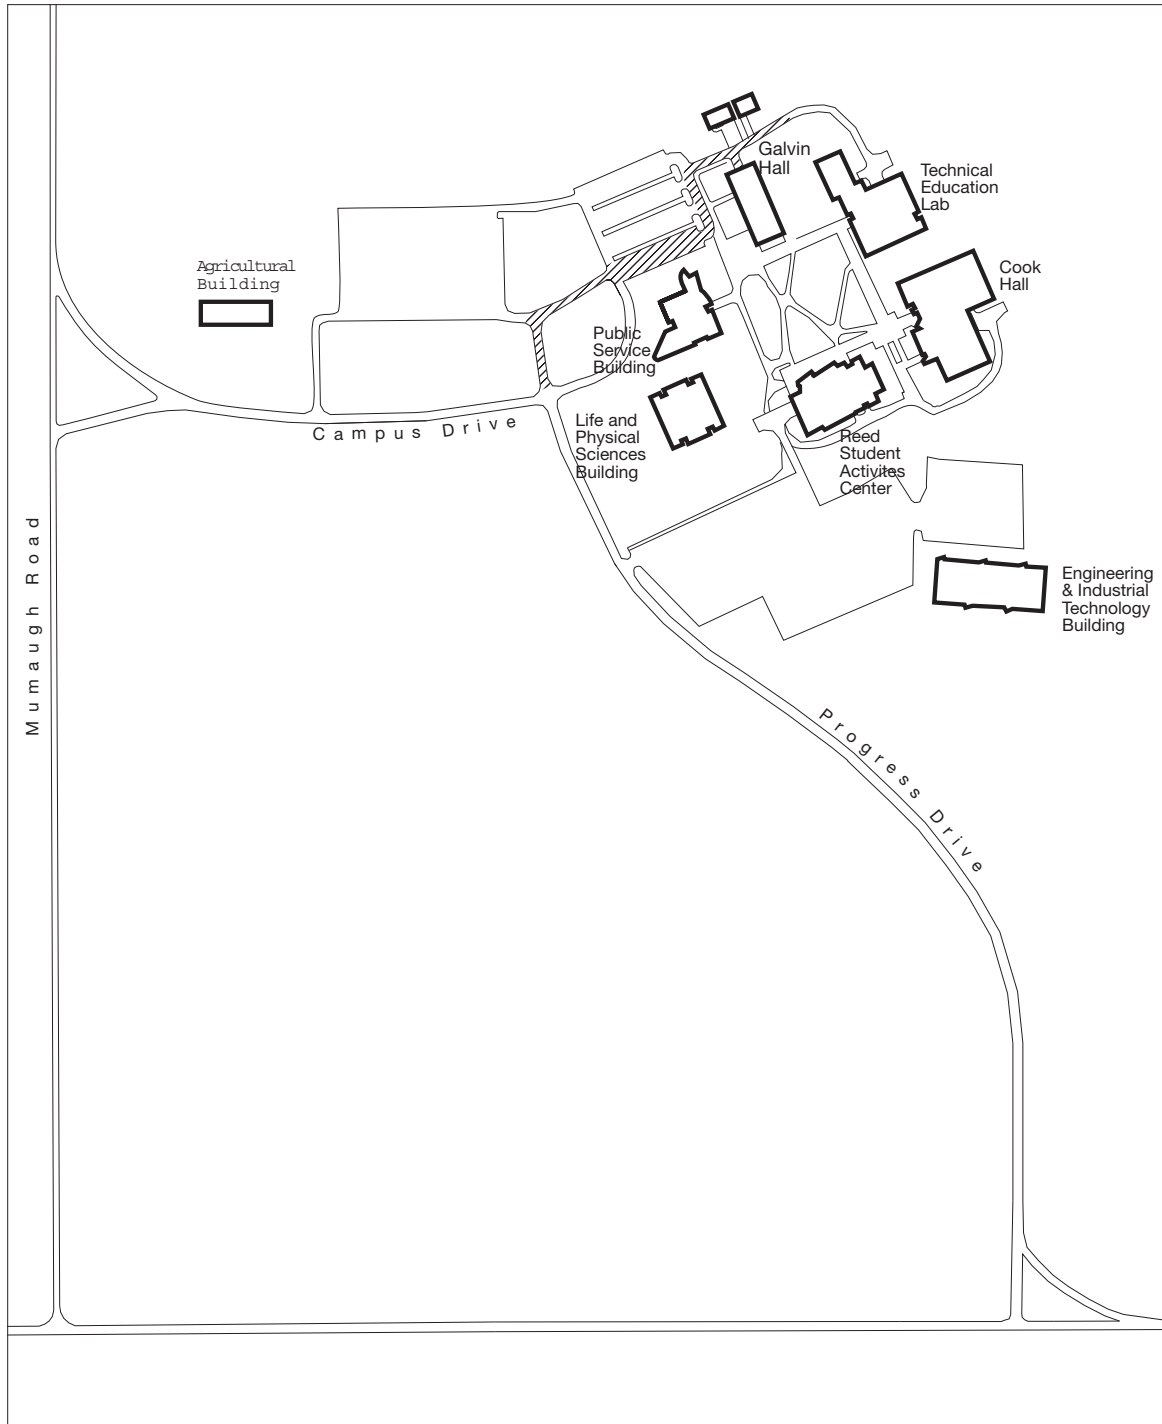 Galvin
Hall
Technical
Education
Lab
Agricultural
Building
Cook
Hall
Public
Service
Building
Life and
Physical
Sciences
Building
Campus Drive
Reed
Student
Activites
Center
Mumaugh Road
Engineering
& Industrial
Technology
Building
Progress Drive